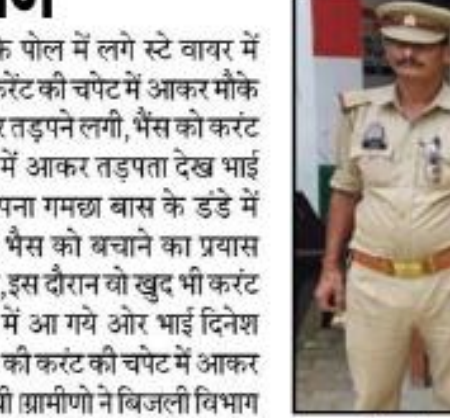 के पोल में लगे स्टे वायर में
करेंट की चपेट में आकर मौके
तड़पने लगी, भैंस को करंट
में आकर तड़पता देख भाई
गमछा बास के डंडे में
भैस को बचाने का प्रयास
,इस दौरान वो खुद भी करंट
में आ गये ओर भाई दिनेश
की करंट की चपेट में आकर
।ग्रामीणो ने बिजली विभाग